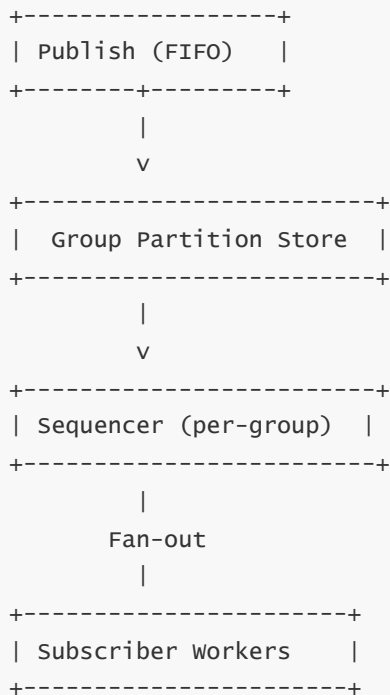 +------------------+
| Publish (FIFO)   |
+--------+---------+
         |
         v
+-------------------------+
|  Group Partition Store  |
+-------------------------+
         |
         v
+-------------------------+
| Sequencer (per-group)  |
+-------------------------+
         |
       Fan-out
         |
+-----------------------+
| Subscriber Workers     |
+-----------------------+